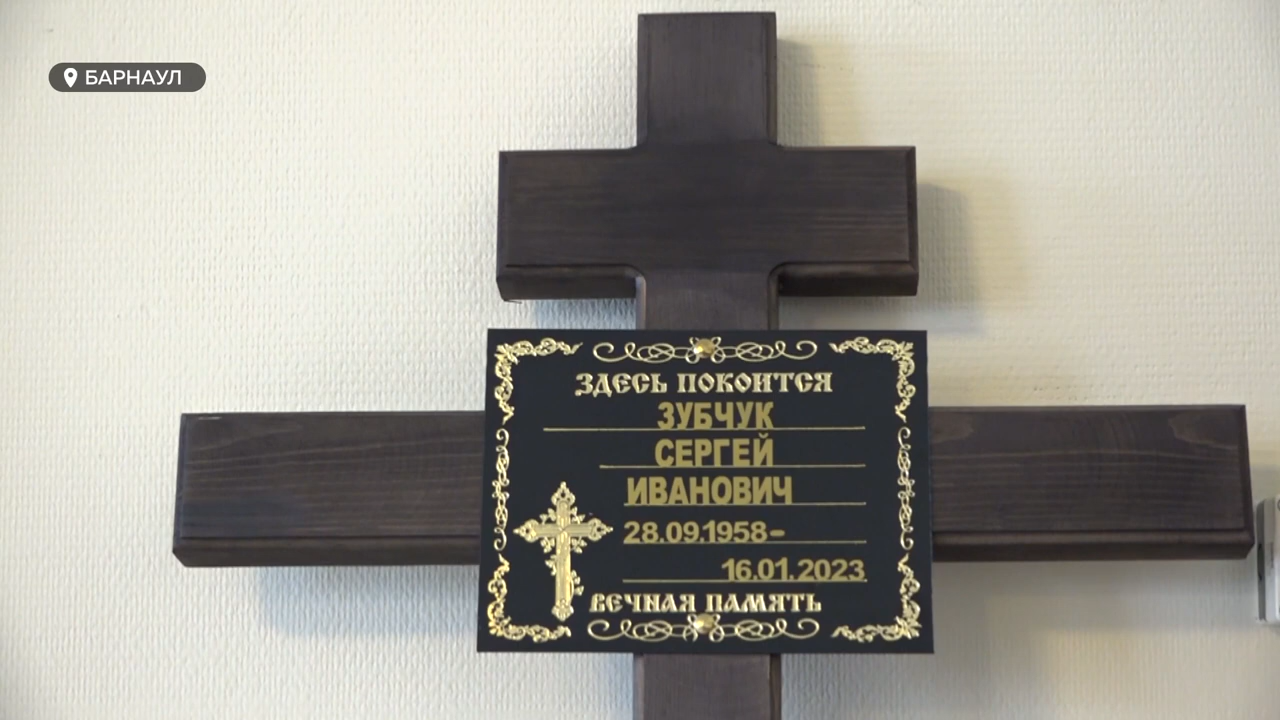 БАРНАУЛ
ЗДЕСЬ ПОКОИТСЯ
ЗУБЧУК
СЕРГЕЙ
ИВАНОВИЧ
28.09.1958-
16.01.2023
ВЕЧНАЯ ПАМЯТЬ